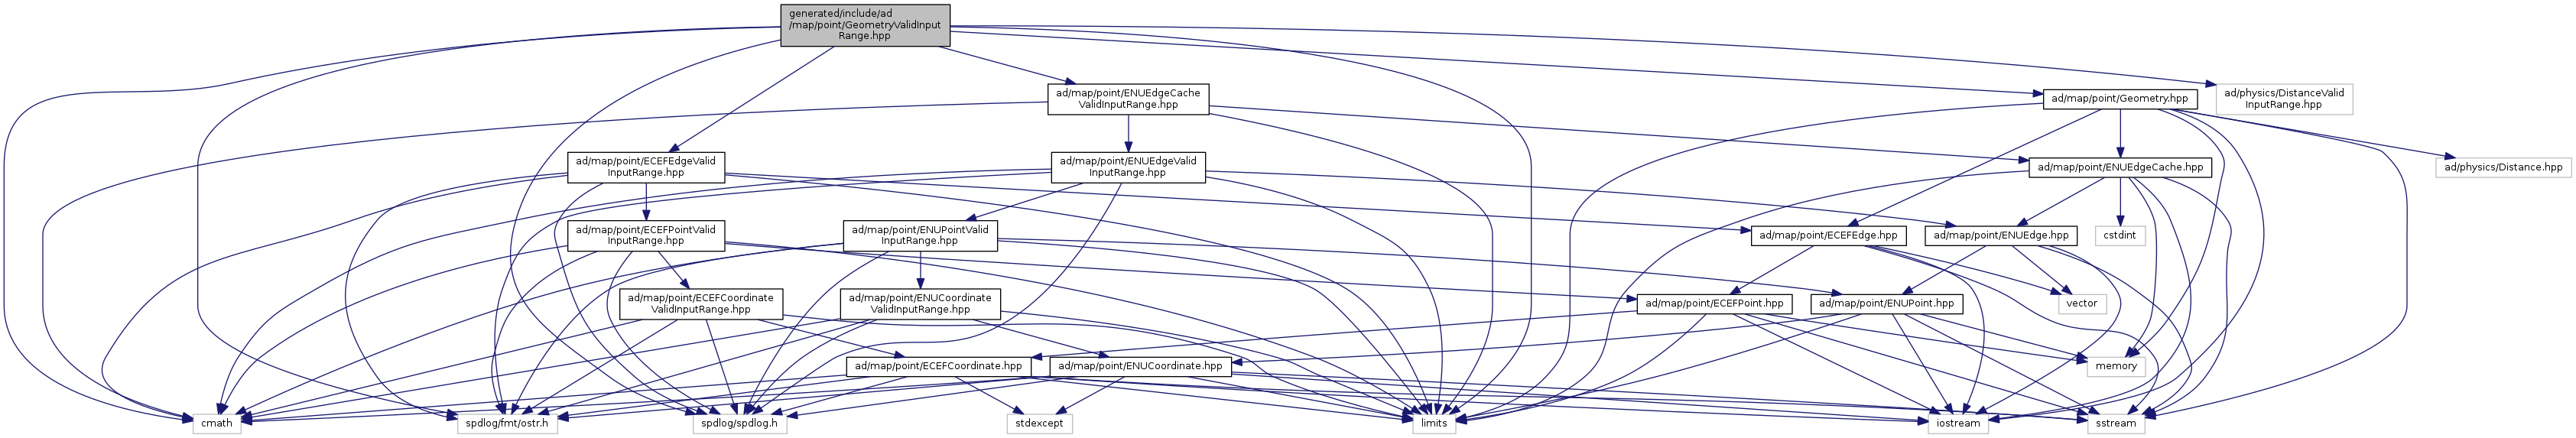 generated/include/ad
/map/point/GeometryValidInput
Range.hpp
ad/map/point/ENUEdgeCache
ValidInputRange.hpp
ad/map/point/Geometry.hpp
ad/physics/DistanceValid
InputRange.hpp
ad/map/point/ECEFEdgeValid
InputRange.hpp
ad/map/point/ENUEdgeValid
InputRange.hpp
ad/map/point/ENUEdgeCache.hpp
ad/physics/Distance.hpp
ad/map/point/ECEFPointValid
InputRange.hpp
ad/map/point/ENUPointValid
InputRange.hpp
ad/map/point/ECEFEdge.hpp
ad/map/point/ENUEdge.hpp
cstdint
ad/map/point/ECEFCoordinate
ValidInputRange.hpp
ad/map/point/ENUCoordinate
ValidInputRange.hpp
ad/map/point/ECEFPoint.hpp
ad/map/point/ENUPoint.hpp
vector
ad/map/point/ECEFCoordinate.hpp
ad/map/point/ENUCoordinate.hpp
memory
cmath
spdlog/fmt/ostr.h
spdlog/spdlog.h
stdexcept
limits
iostream
sstream